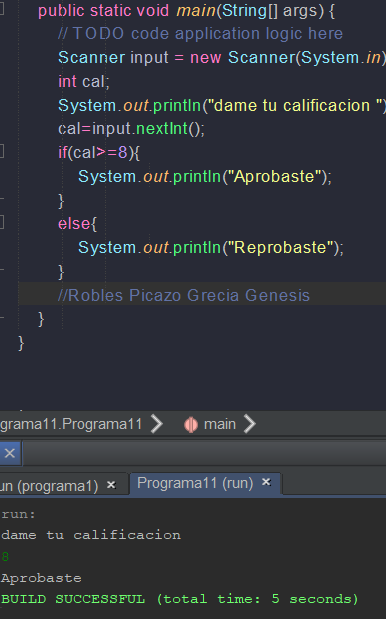 public static void main(String[] args) {
// TODO code application logic here
Scanner input = new Scanner(System.in)
int cal;
System.out.println("dame tu calificacion ")
cal=input.nextInt();
if(cal>=8){
System.out.println("Aprobaste");
}
else{
System.out.println("Reprobaste");
}
//Robles Picazo Grecia Genesis
}
}
grama11.Programa11 main
un (programa1) × Programa11 (run) ×
run:
dame tu calificacion
8
Aprobaste
BUILD SUCCESSFUL (total time: 5 seconds)